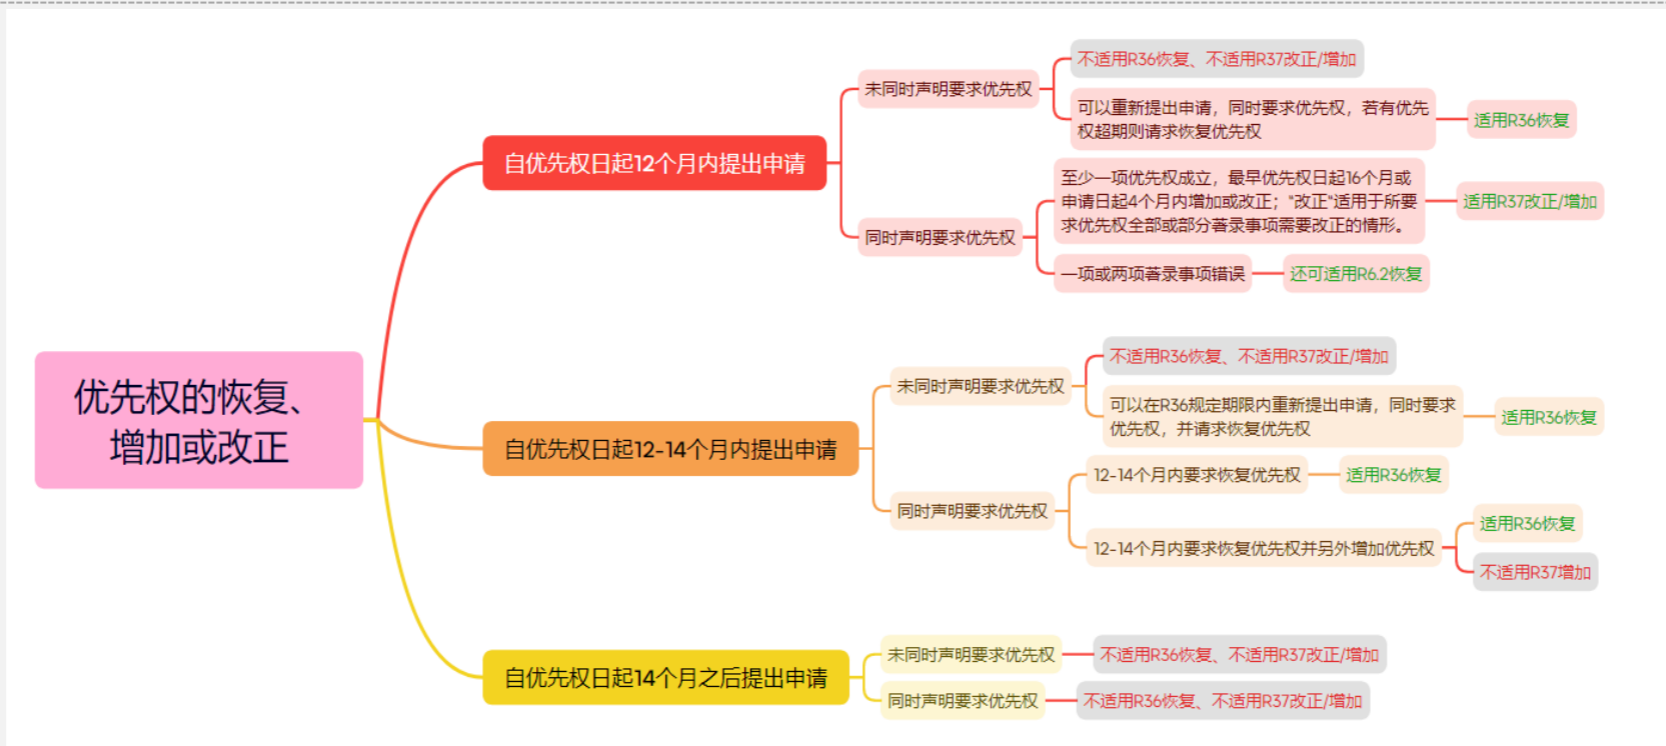 优先权的恢复、
增加或改正
自优先权日起12个月内提出申请
未同时声明要求优先权
不适用R36恢复、不适用R37改正/增加
可以重新提出申请，同时要求优先权，若有优先
权超期则请求恢复优先权
适用R36恢复
同时声明要求优先权
至少一项优先权成立，最早优先权日起16个月或
申请日起4个月内增加或改正；"改正"适用于所要
求优先权全部或部分著录事项需要改正的情形。
适用R37改正/增加
一项或两项著录事项错误
还可适用R6.2恢复
自优先权日起12-14个月内提出申请
未同时声明要求优先权
不适用R36恢复、不适用R37改正/增加
可以在R36规定期限内重新提出申请，同时要求
优先权，并请求恢复优先权
适用R36恢复
同时声明要求优先权
12-14个月内要求恢复优先权
适用R36恢复
12-14个月内要求恢复优先权并另外增加优先权
适用R36恢复
不适用R37增加
自优先权日起14个月之后提出申请
未同时声明要求优先权
不适用R36恢复、不适用R37改正/增加
同时声明要求优先权
不适用R36恢复、不适用R37改正/增加